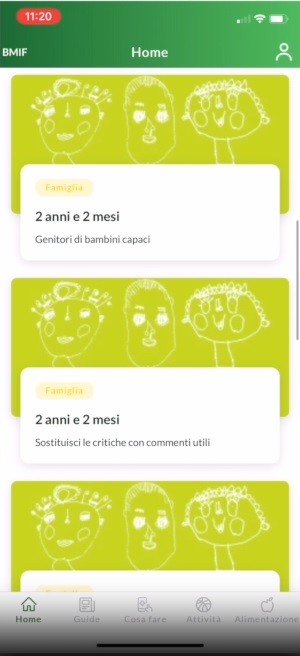 11:20
BMIF
Home
Famiglia
2 anni e 2 mesi
Genitori di bambini capaci
Famiglia
2 anni e 2 mesi
Sostituisci le critiche con commenti utili
Home
Guide
Cosa fare
Attività
Alimentazione